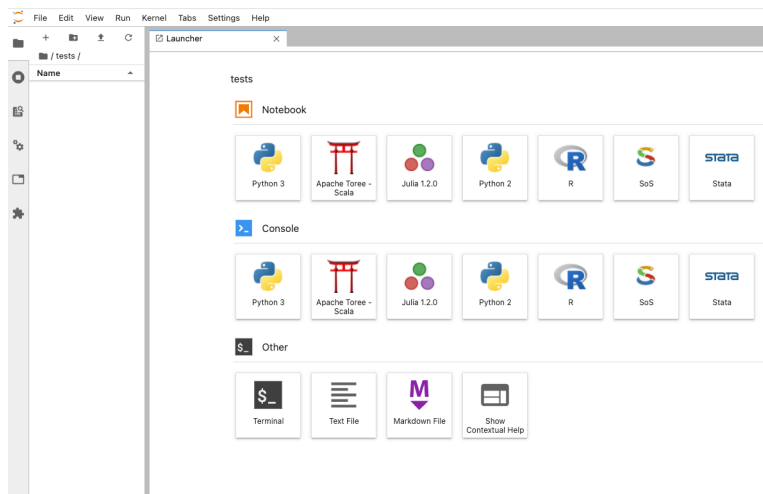 File Edit View Run Kernel Tabs Settings Help
Launcher
/ tests /
Name
tests
Notebook
Python 3
Apache Toree -
Scala
Julia 1.2.0
Python 2
R
SoS
Stata
Console
Python 3
Apache Toree -
Scala
Julia 1.2.0
Python 2
R
SoS
Stata
$_ Other
Terminal
Text File
Markdown File
Show
Contextual Help